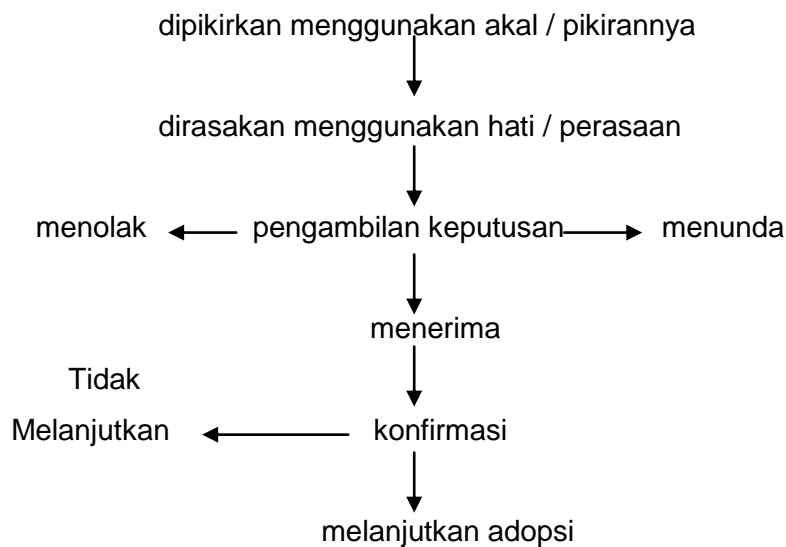 dipikirkan menggunakan akal / pikirannya
dirasakan menggunakan hati / perasaan
menolak pengambilan keputusan menunda
menerima
Tidak
Melanjutkan konfirmasi
melanjutkan adopsi